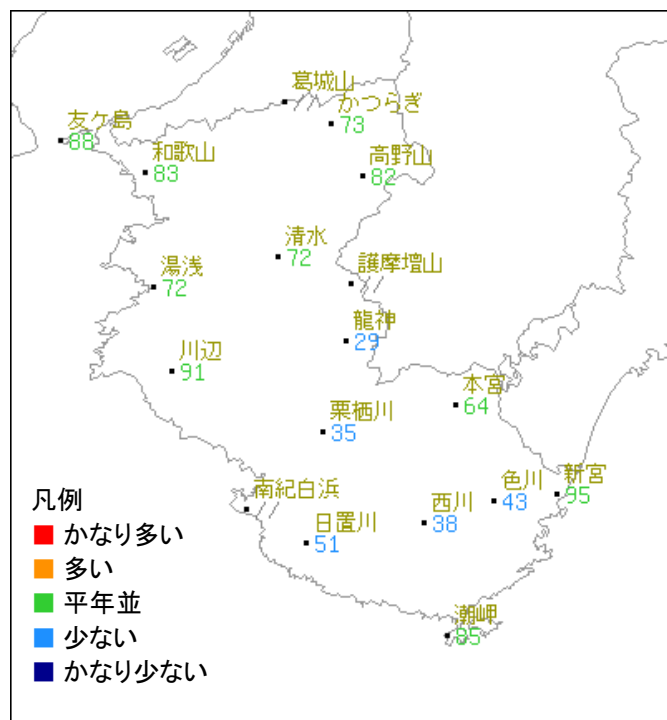 葛城山
かつらぎ
73
友ケ島
88
和歌山
83
高野山
82
清水
72
護摩壇山
湯浅
72
龍神
29
川辺
91
本宮
64
栗栖川
35
南紀白浜
日置川
51
西川
38
色川
43
新宮
95
潮岬
85
凡例
かなり多い
多い
平年並
少ない
かなり少ない